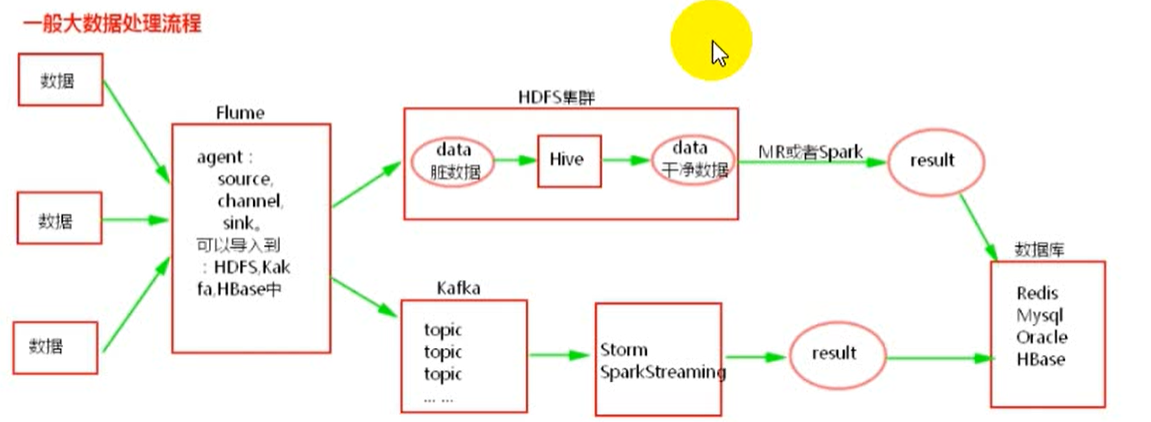 一般大数据处理流程
数据
数据
数据
Flume
agent：
source,
channel,
sink。
可以导入到
：HDFS,Kak
fa,HBase中
HDFS集群
data
脏数据
Hive
data
干净数据
MR或者Spark
result
Kafka
topic
topic
topic
... ...
Storm
SparkStreaming
result
数据库
Redis
Mysql
Oracle
HBase